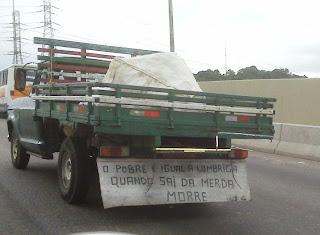 O POBRE É IGUAL A LOMBRIGA
QUANDO SAI DA MERDA
MORRE